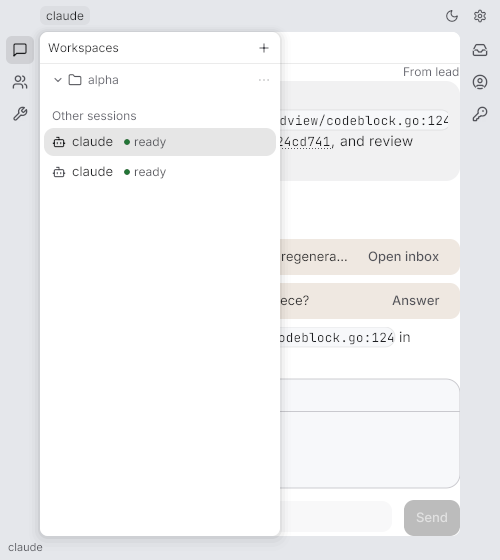 claude
Workspaces
From lead
alpha
Other sessions
dview/codeblock.go:124
claude ready
24cd741, and review
claude ready
regenera... Open inbox
ece? Answer
odeblock.go:124 in
Send
claude